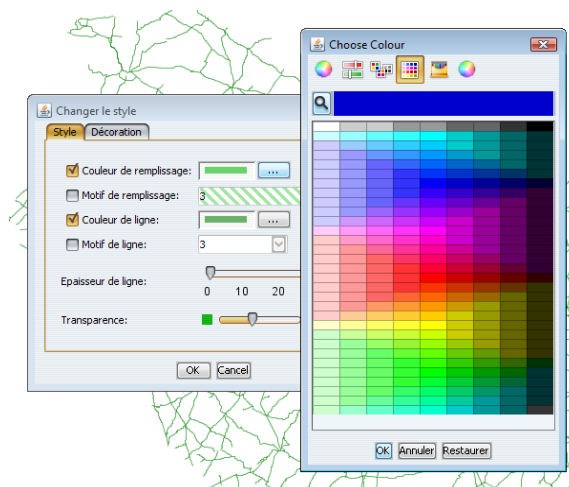 Choose Colour
Changer le style
Style Décoration
Couleur de remplissage: ...
Motif de remplissage: 3
Couleur de ligne: ...
Motif de ligne: 3
Epaisseur de ligne:
0 10 20
Transparence:
OK Cancel
OK Annuler Restaurer